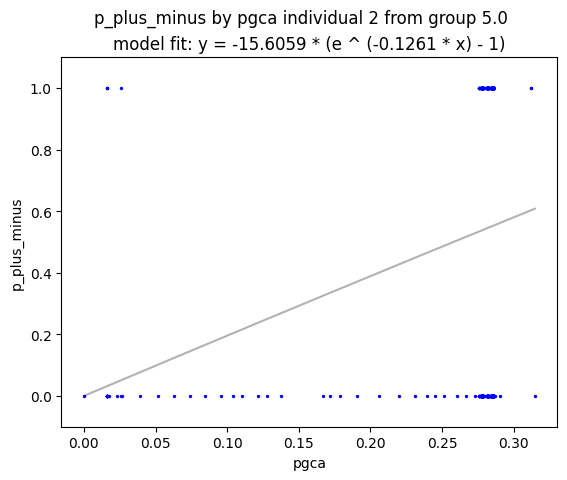 p_plus_minus by pgca individual 2 from group 5.0
model fit: y = -15.6059 * (e ^ (-0.1261 * x) - 1)
1.0
0.8
0.6
0.4
0.2
0.0
p_plus_minus
0.00 0.05 0.10 0.15 0.20 0.25 0.30
pgca